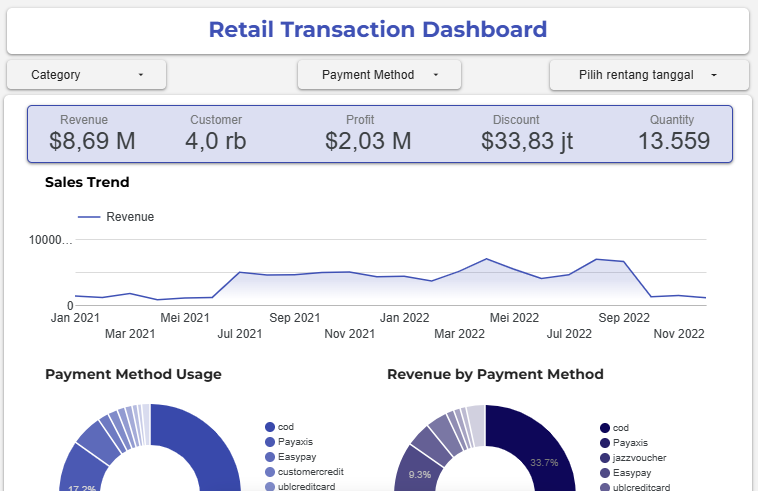 Retail Transaction Dashboard
Category
Payment Method
Pilih rentang tanggal
Revenue Customer Profit Discount Quantity
$8,69 M 4,0 rb $2,03 M $33,83 jt 13.559
Sales Trend
Revenue
10000...
0
Jan 2021 Mei 2021 Sep 2021 Jan 2022 Mei 2022 Sep 2022
Mar 2021 Jul 2021 Nov 2021 Mar 2022 Jul 2022 Nov 2022
Payment Method Usage
17.2%
cod
Payaxis
Easypay
customercredit
ublcreditcard
Revenue by Payment Method
33.7%
9.3%
cod
Payaxis
jazzvoucher
Easypay
ublcreditcard